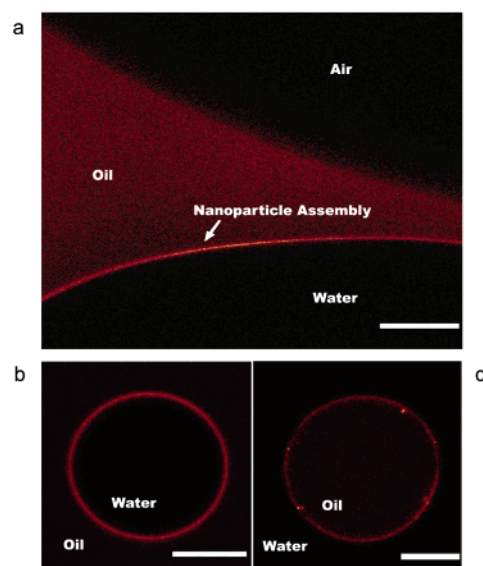 a
Air
Oil
Nanoparticle Assembly
Water
b
c
Water
Oil
Oil
Water